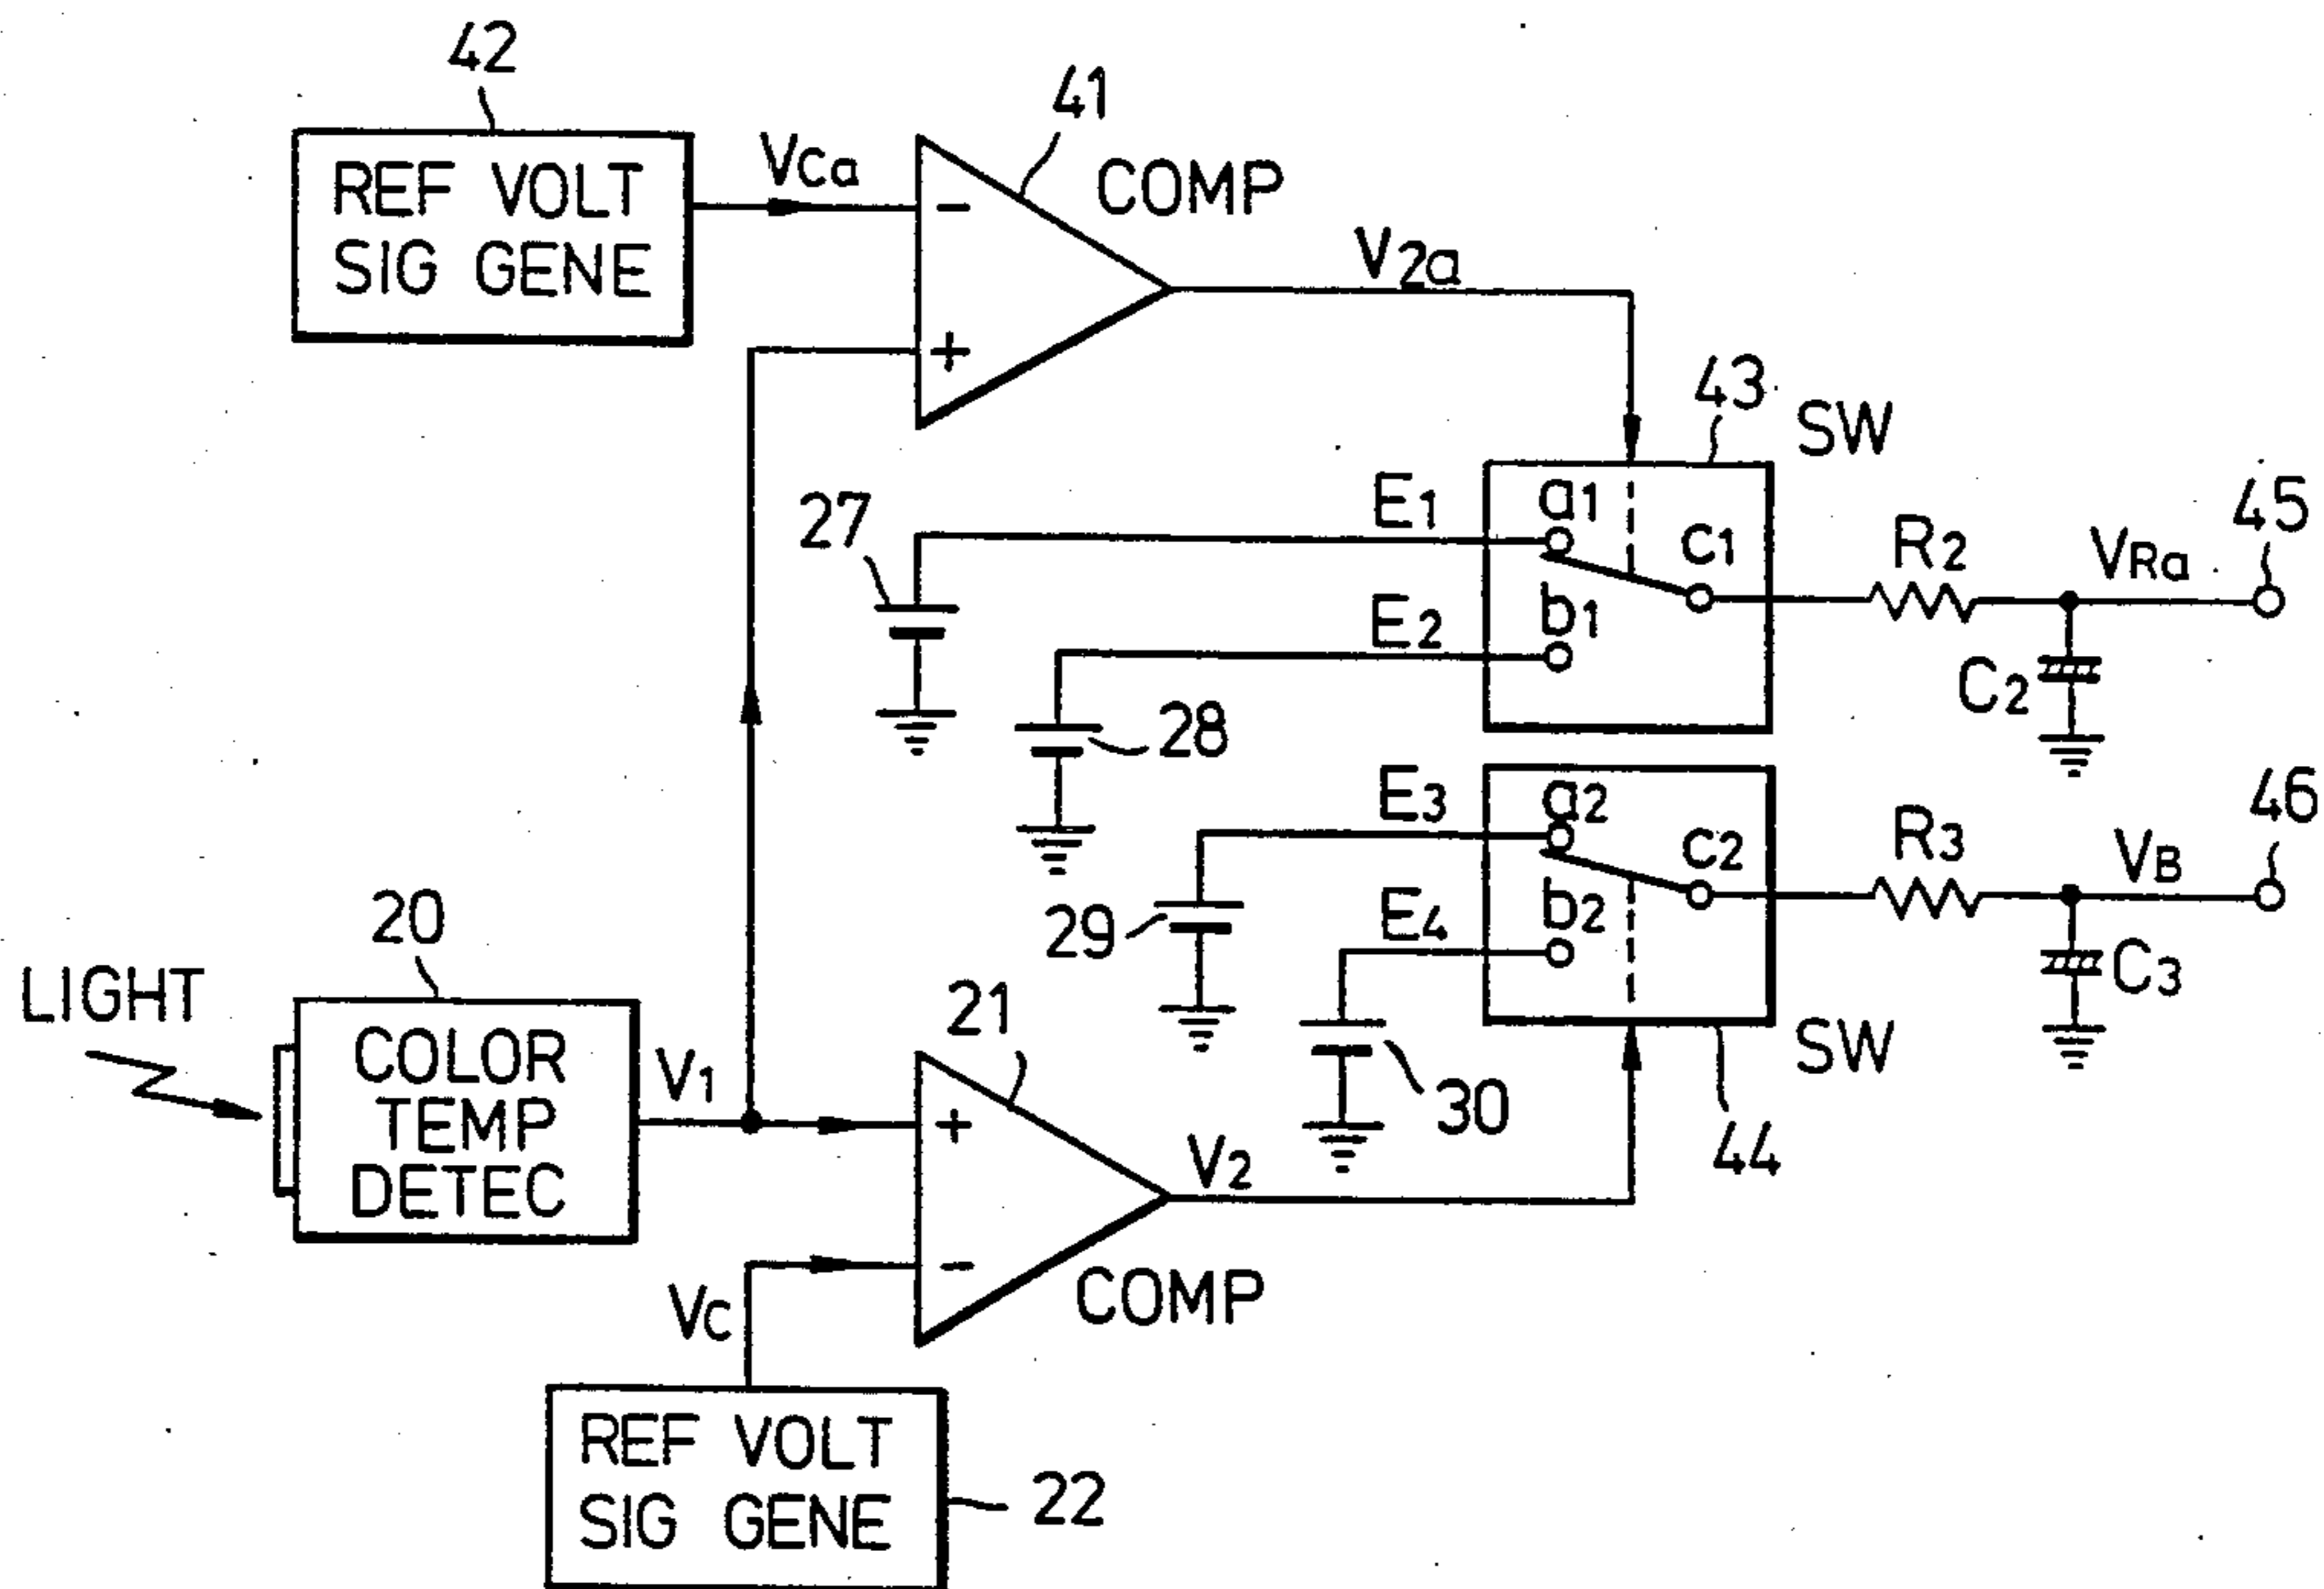 42
REF VOLT
SIG GENE
VCa
-
+
41
COMP
V2a
43
SW
27
E1
a1
c1
R2
VRa
45
E2
b1
C2
28
E3
a2
c2
R3
VB
46
29
E4
b2
C3
30
SW
44
20
LIGHT
COLOR
TEMP
DETEC
V1
21
+
-
V2
COMP
VC
REF VOLT
SIG GENE
22